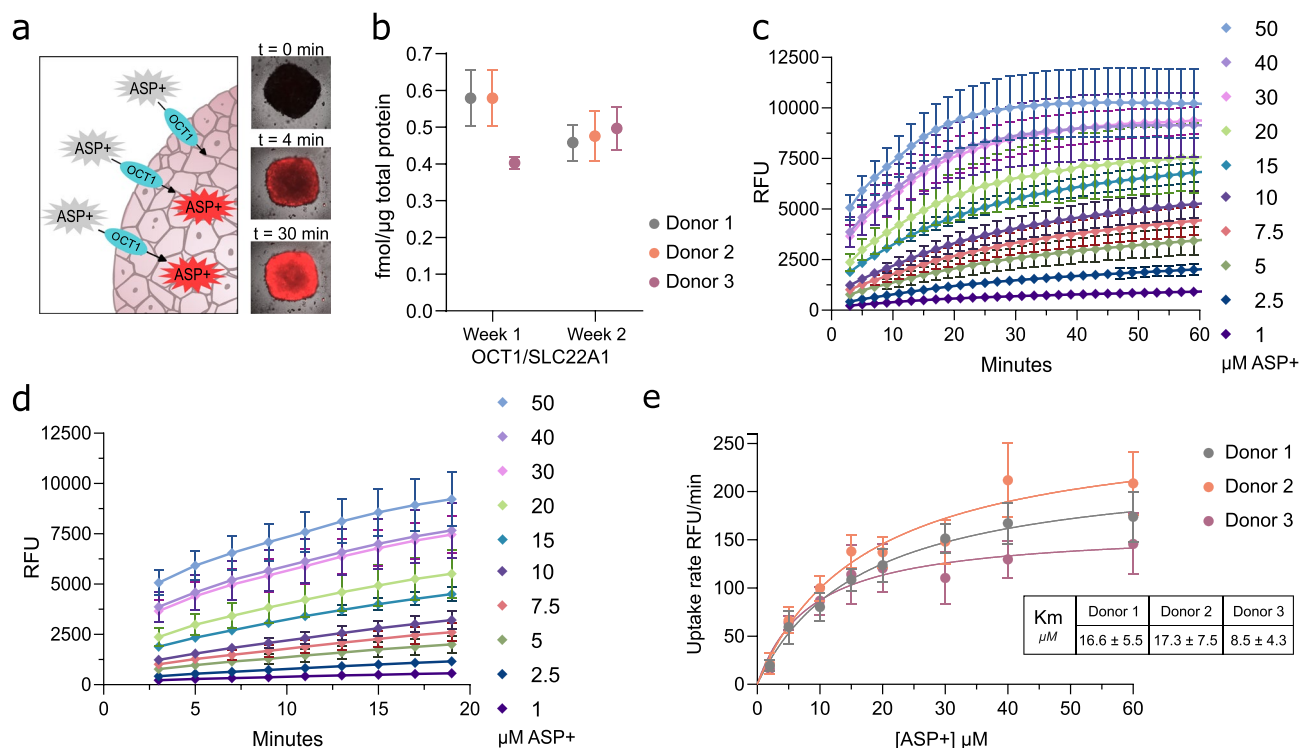 a
t = 0 min
ASP+
OCT1
ASP+
OCT1
t = 4 min
ASP+
ASP+
OCT1
t = 30 min
ASP+
b
0.7
0.6
0.5
0.4
0.3
0.2
0.1
0.0
fmol/µg total protein
Week 1
Week 2
OCT1/SLC22A1
Donor 1
Donor 2
Donor 3
c
12500
10000
7500
5000
2500
0
RFU
0
10
20
30
40
50
60
Minutes
50
40
30
20
15
10
7.5
5
2.5
1
µM ASP+
d
12500
10000
7500
5000
2500
0
RFU
0
5
10
15
20
Minutes
50
40
30
20
15
10
7.5
5
2.5
1
µM ASP+
e
250
200
150
100
50
0
Uptake rate RFU/min
0
10
20
30
40
50
60
[ASP+] µM
Donor 1
Donor 2
Donor 3
Km
µM
Donor 1
Donor 2
Donor 3
16.6 ± 5.5
17.3 ± 7.5
8.5 ± 4.3